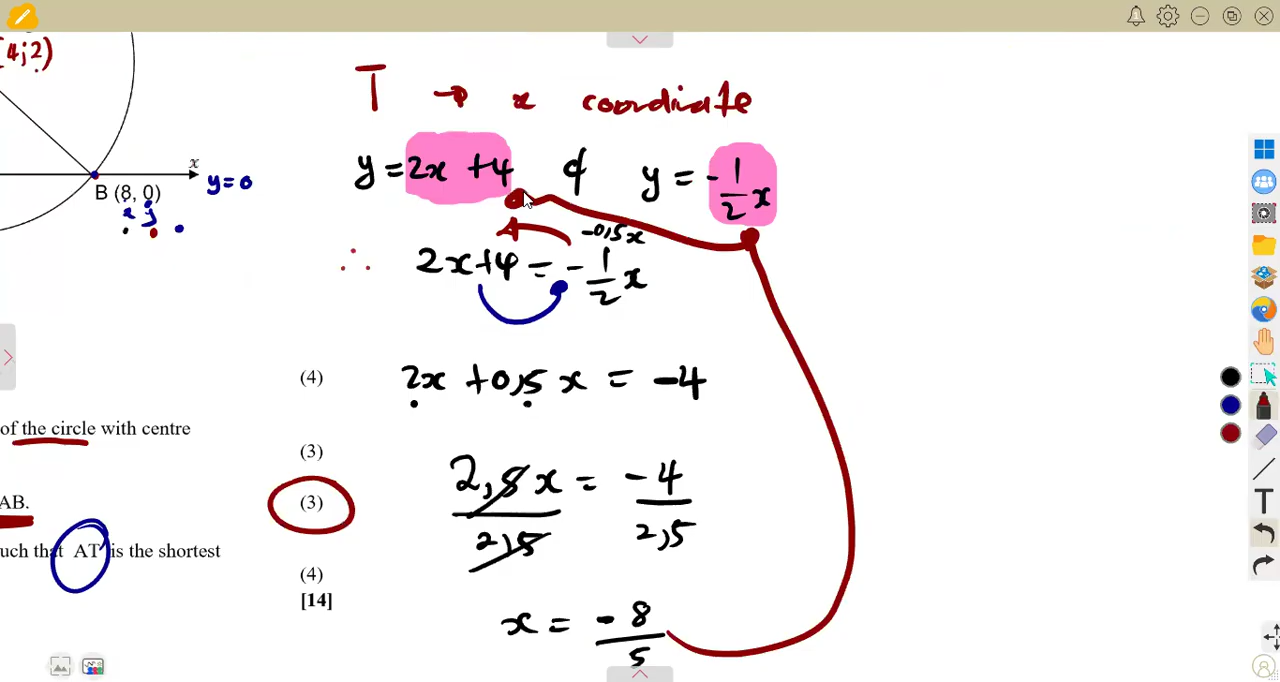 (4;2)
T → x coordiate
y = 2x + 4 & y = -1/2 x
x
B (8, 0)
y=0
x y
-0,5x
∴ 2x+4 = -1/2 x
(4)
2x +0,5x = -4
of the circle with centre
(3)
2,5x/2,5 = -4/2,5
AB.
(3)
uch that AT is the shortest
(4)
[14]
x = -8/5
T